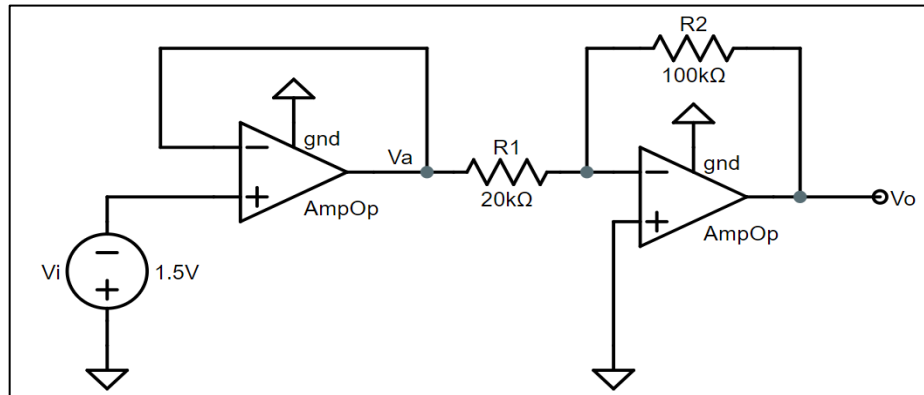 R2
100kΩ
gnd
−
+
AmpOp
Va
R1
20kΩ
gnd
−
+
AmpOp
Vo
Vi
−
+
1.5V